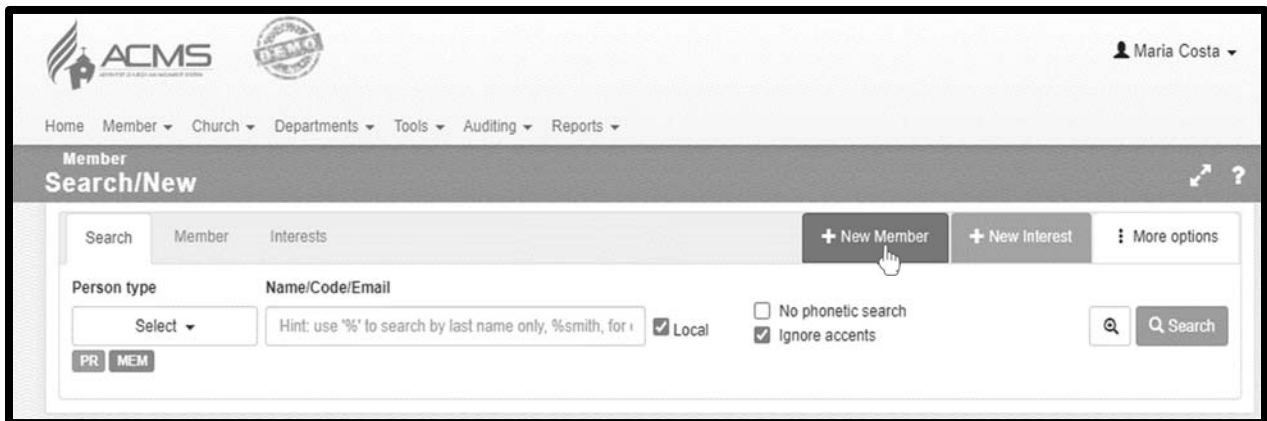 ACMS
DEMO
Maria Costa
Home Member Church Departments Tools Auditing Reports
Member
Search/New
?
Search Member Interests + New Member + New Interest More options
Person type Name/Code/Email
Select Hint: use '%' to search by last name only, %smith, for Local No phonetic search
Ignore accents
Search
PR MEM